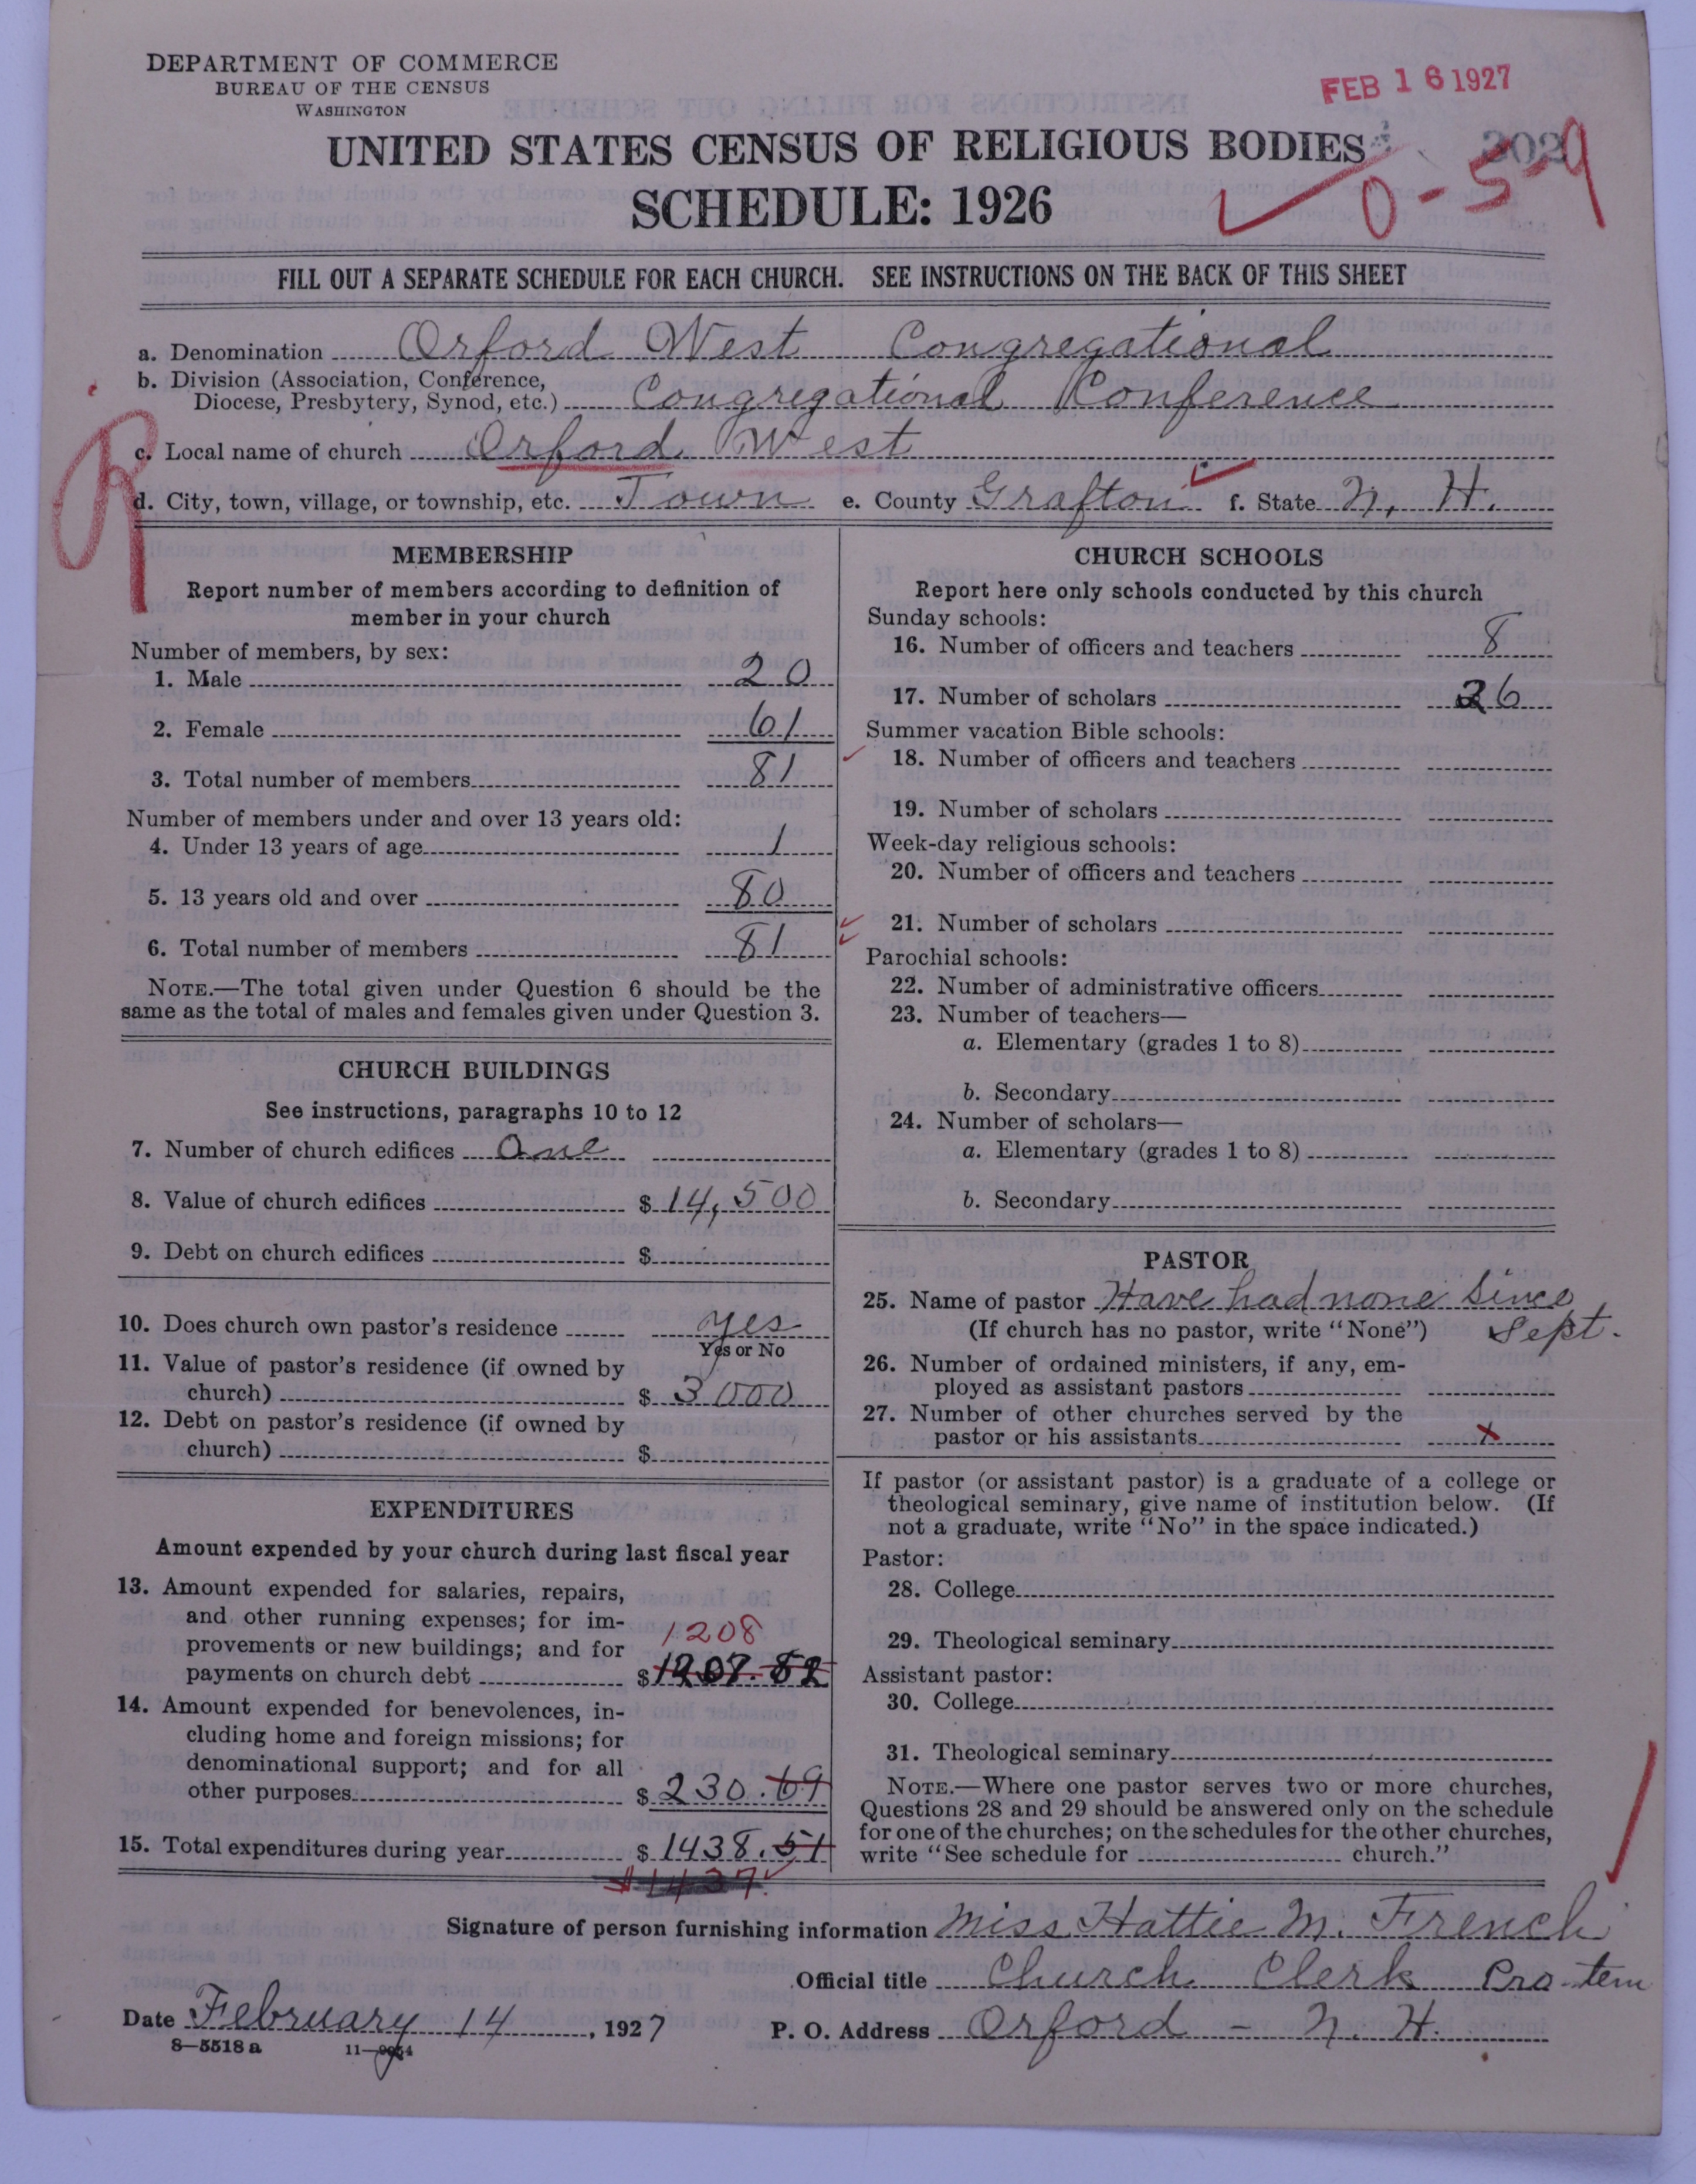 DEPARTMENT OF COMMERCE
BUREAU OF THE CENSUS
WASHINGTON
FEB 16 1927
UNITED STATES CENSUS OF RELIGIOUS BODIES
SCHEDULE: 1926
0-5-9
FILL OUT A SEPARATE SCHEDULE FOR EACH CHURCH. SEE INSTRUCTIONS ON THE BACK OF THIS SHEET
a. Denomination Orford West Congregational
b. Division (Association, Conference,
Diocese, Presbytery, Synod, etc.) Congregational Conference
c. Local name of church Orford West
d. City, town, village, or township, etc. Town e. County Grafton f. State N. H.
R
MEMBERSHIP
Report number of members according to definition of
member in your church
Number of members, by sex:
1. Male 20
2. Female 61
3. Total number of members 81
Number of members under and over 13 years old:
4. Under 13 years of age 1
5. 13 years old and over 80
6. Total number of members 81
NOTE.—The total given under Question 6 should be the
same as the total of males and females given under Question 3.
CHURCH BUILDINGS
See instructions, paragraphs 10 to 12
7. Number of church edifices One
8. Value of church edifices $ 14,500
9. Debt on church edifices $
10. Does church own pastor's residence yes
Yes or No
11. Value of pastor's residence (if owned by
church) $ 3000
12. Debt on pastor's residence (if owned by
church) $
EXPENDITURES
Amount expended by your church during last fiscal year
13. Amount expended for salaries, repairs,
and other running expenses; for im-
provements or new buildings; and for 1208
payments on church debt $ 1207.82
14. Amount expended for benevolences, in-
cluding home and foreign missions; for
denominational support; and for all
other purposes $ 230.69
15. Total expenditures during year $ 1438.51
$1437.
CHURCH SCHOOLS
Report here only schools conducted by this church
Sunday schools:
16. Number of officers and teachers 8
17. Number of scholars 26
Summer vacation Bible schools:
18. Number of officers and teachers
19. Number of scholars
Week-day religious schools:
20. Number of officers and teachers
21. Number of scholars
Parochial schools:
22. Number of administrative officers
23. Number of teachers—
a. Elementary (grades 1 to 8)
b. Secondary
24. Number of scholars—
a. Elementary (grades 1 to 8)
b. Secondary
PASTOR
25. Name of pastor Have had none since
(If church has no pastor, write "None") Sept.
26. Number of ordained ministers, if any, em-
ployed as assistant pastors
27. Number of other churches served by the
pastor or his assistants x
If pastor (or assistant pastor) is a graduate of a college or
theological seminary, give name of institution below. (If
not a graduate, write "No" in the space indicated.)
Pastor:
28. College
29. Theological seminary
Assistant pastor:
30. College
31. Theological seminary
NOTE.—Where one pastor serves two or more churches,
Questions 28 and 29 should be answered only on the schedule
for one of the churches; on the schedules for the other churches,
write "See schedule for church."
Signature of person furnishing information Miss Hattie M. French
Official title Church Clerk Pro-tem
Date February 14, 1927 P. O. Address Orford - N. H.
8—5518 a